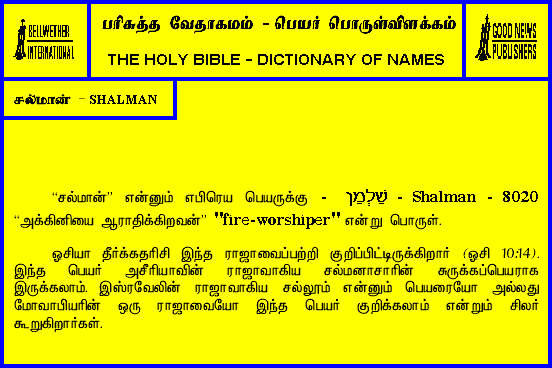 BELLWETHER
INTERNATIONAL
பரிசுத்த வேதாகமம் - பெயர் பொருள்விளக்கம்
THE HOLY BIBLE - DICTIONARY OF NAMES
GOOD NEWS
PUBLISHERS
சல்மான் - SHALMAN
“சல்மான்” என்னும் எபிரெய பெயருக்கு - שַׁלְמַן - Shalman - 8020
“அக்கினியை ஆராதிக்கிறவன்” "fire-worshiper" என்று பொருள்.
ஓசியா தீர்க்கதரிசி இந்த ராஜாவைப்பற்றி குறிப்பிட்டிருக்கிறார் (ஓசி 10:14).
இந்த பெயர் அசீரியாவின் ராஜாவாகிய சல்மனாசாரின் சுருக்கப்பெயராக
இருக்கலாம். இஸ்ரவேலின் ராஜாவாகிய சல்லூம் என்னும் பெயரையோ அல்லது
மோவாபியரின் ஒரு ராஜாவையோ இந்த பெயர் குறிக்கலாம் என்றும் சிலர்
கூறுகிறார்கள்.